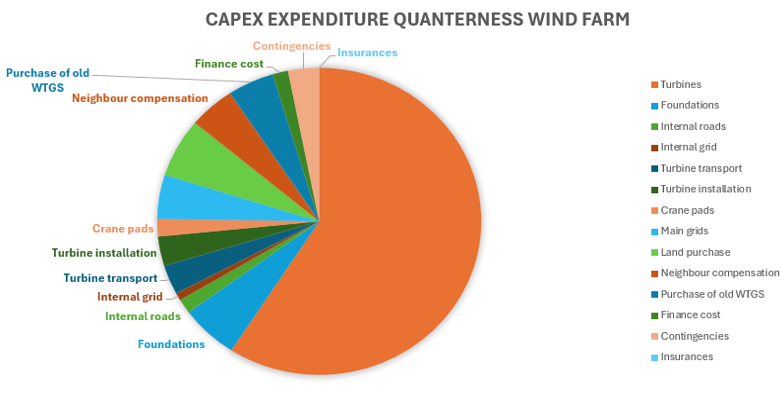 CAPEX EXPENDITURE QUANTERNESS WIND FARM
Contingencies
Insurances
Finance cost
Purchase of old
WTGS
Neighbour compensation
Crane pads
Turbine installation
Turbine transport
Internal grid
Internal roads
Foundations
Turbines
Foundations
Internal roads
Internal grid
Turbine transport
Turbine installation
Crane pads
Main grids
Land purchase
Neighbour compensation
Purchase of old WTGS
Finance cost
Contingencies
Insurances